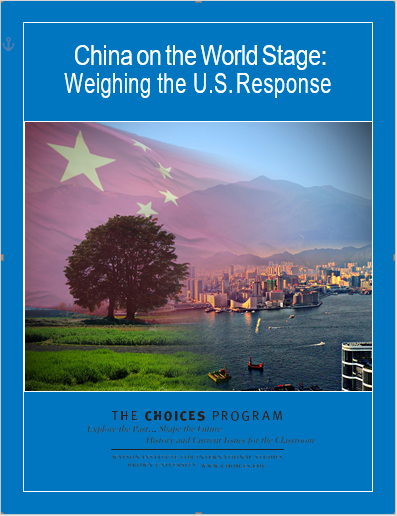 China on the World Stage:
Weighing the U.S. Response
THE CHOICES PROGRAM
Explore the Past... Shape the Future
History and Current Issues for the Classroom